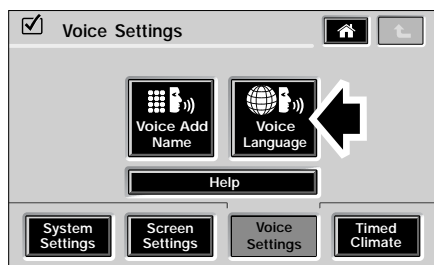 Voice Settings
Voice Add
Name
Voice
Language
Help
System
Settings
Screen
Settings
Voice
Settings
Timed
Climate